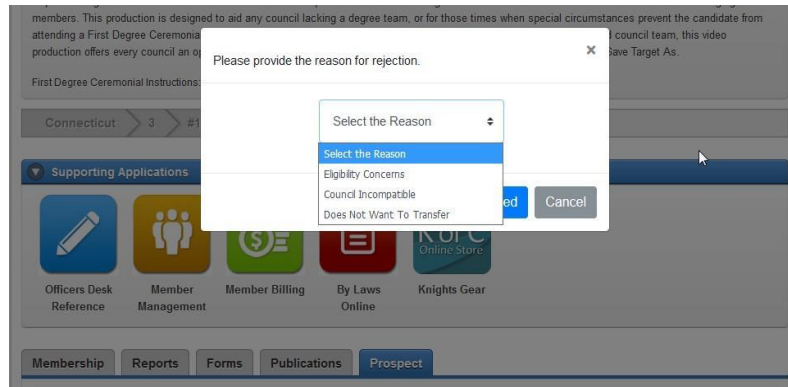 members. This production is designed to aid any council lacking a degree team, or for those times when special circumstances prevent the candidate from
attending a First Degree Ceremonia council team, this video
production offers every council an op Save Target As.
First Degree Ceremonial Instructions:
Please provide the reason for rejection.
×
Select the Reason
Select the Reason
Eligibility Concerns
Council Incompatible
Does Not Want To Transfer
ed
Cancel
Connecticut 3 #1
Supporting Applications
K of C
Online Store
Officers Desk Reference
Member Management
Member Billing
By Laws Online
Knights Gear
Membership Reports Forms Publications Prospect